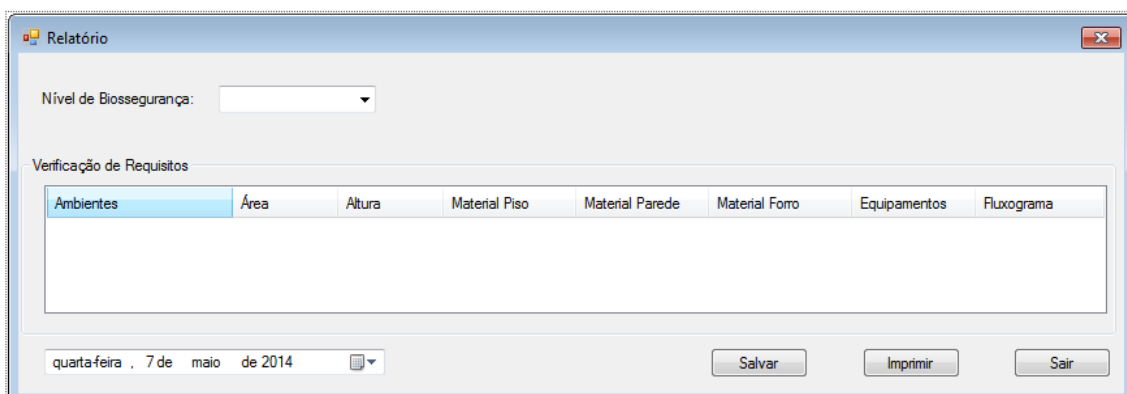 Relatório
Nível de Biossegurança:
Verificação de Requisitos
Ambientes Área Altura Material Piso Material Parede Material Forro Equipamentos Fluxograma
quarta-feira , 7 de maio de 2014 Salvar Imprimir Sair